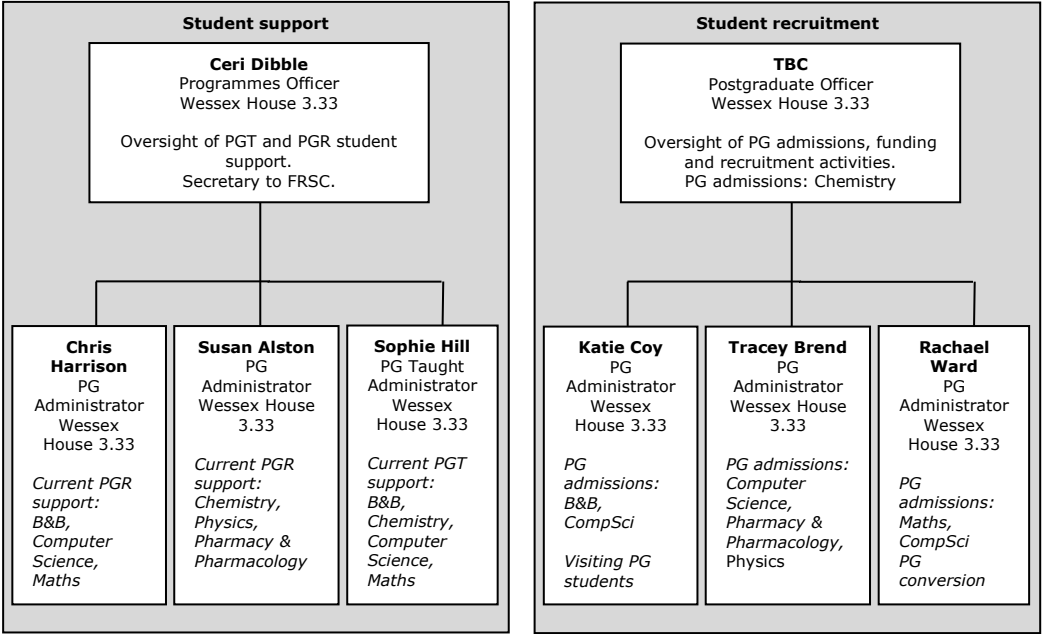 Student support
Ceri Dibble
Programmes Officer
Wessex House 3.33
Oversight of PGT and PGR student
support.
Secretary to FRSC.
Chris
Harrison
PG
Administrator
Wessex
House 3.33
Current PGR
support:
B&B,
Computer
Science,
Maths
Susan Alston
PG
Administrator
Wessex House
3.33
Current PGR
support:
Chemistry,
Physics,
Pharmacy &
Pharmacology
Sophie Hill
PG Taught
Administrator
Wessex
House 3.33
Current PGT
support:
B&B,
Chemistry,
Computer
Science,
Maths
Student recruitment
TBC
Postgraduate Officer
Wessex House 3.33
Oversight of PG admissions, funding
and recruitment activities.
PG admissions: Chemistry
Katie Coy
PG
Administrator
Wessex
House 3.33
PG
admissions:
B&B,
CompSci
Visiting PG
students
Tracey Brend
PG
Administrator
Wessex House
3.33
PG admissions:
Computer
Science,
Pharmacy &
Pharmacology,
Physics
Rachael
Ward
PG
Administrator
Wessex
House 3.33
PG
admissions:
Maths,
CompSci
PG
conversion